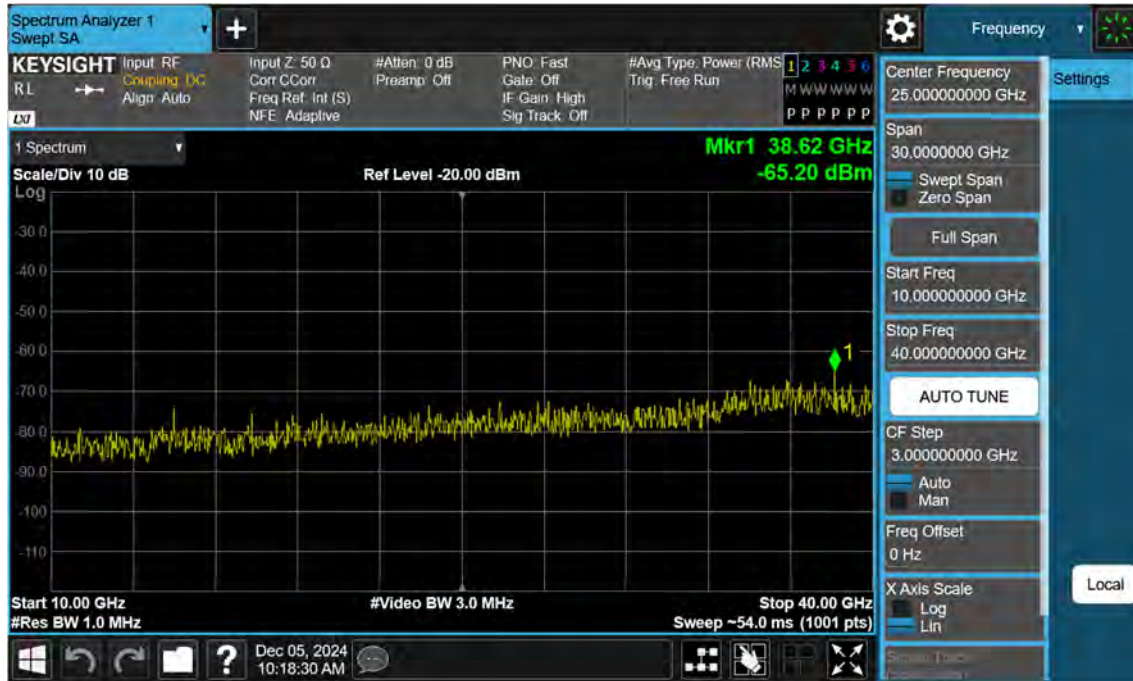 Spectrum Analyzer 1
Swept SA
Frequency
KEYSIGHT
RL
LXI
Input: RF
Coupling: DC
Align: Auto
Input Z: 50 Ω
Corr CCorr
Freq Ref: Int (S)
NFE: Adaptive
#Atten: 0 dB
Preamp: Off
PNO: Fast
Gate: Off
IF Gain: High
Sig Track: Off
#Avg Type: Power (RMS
Trig: Free Run
1 2 3 4 5 6
M W W W W W
P P P P P P
1 Spectrum
Scale/Div 10 dB
Ref Level -20.00 dBm
Mkr1 38.62 GHz
-65.20 dBm
Log
-30.0
-40.0
-50.0
-60.0
-70.0
-80.0
-90.0
-100
-110
1
Start 10.00 GHz
#Video BW 3.0 MHz
Stop 40.00 GHz
#Res BW 1.0 MHz
Sweep ~54.0 ms (1001 pts)
Dec 05, 2024
10:18:30 AM
Center Frequency
25.000000000 GHz
Span
30.0000000 GHz
Swept Span
Zero Span
Full Span
Start Freq
10.000000000 GHz
Stop Freq
40.000000000 GHz
AUTO TUNE
CF Step
3.000000000 GHz
Auto
Man
Freq Offset
0 Hz
X Axis Scale
Log
Lin
Settings
Local